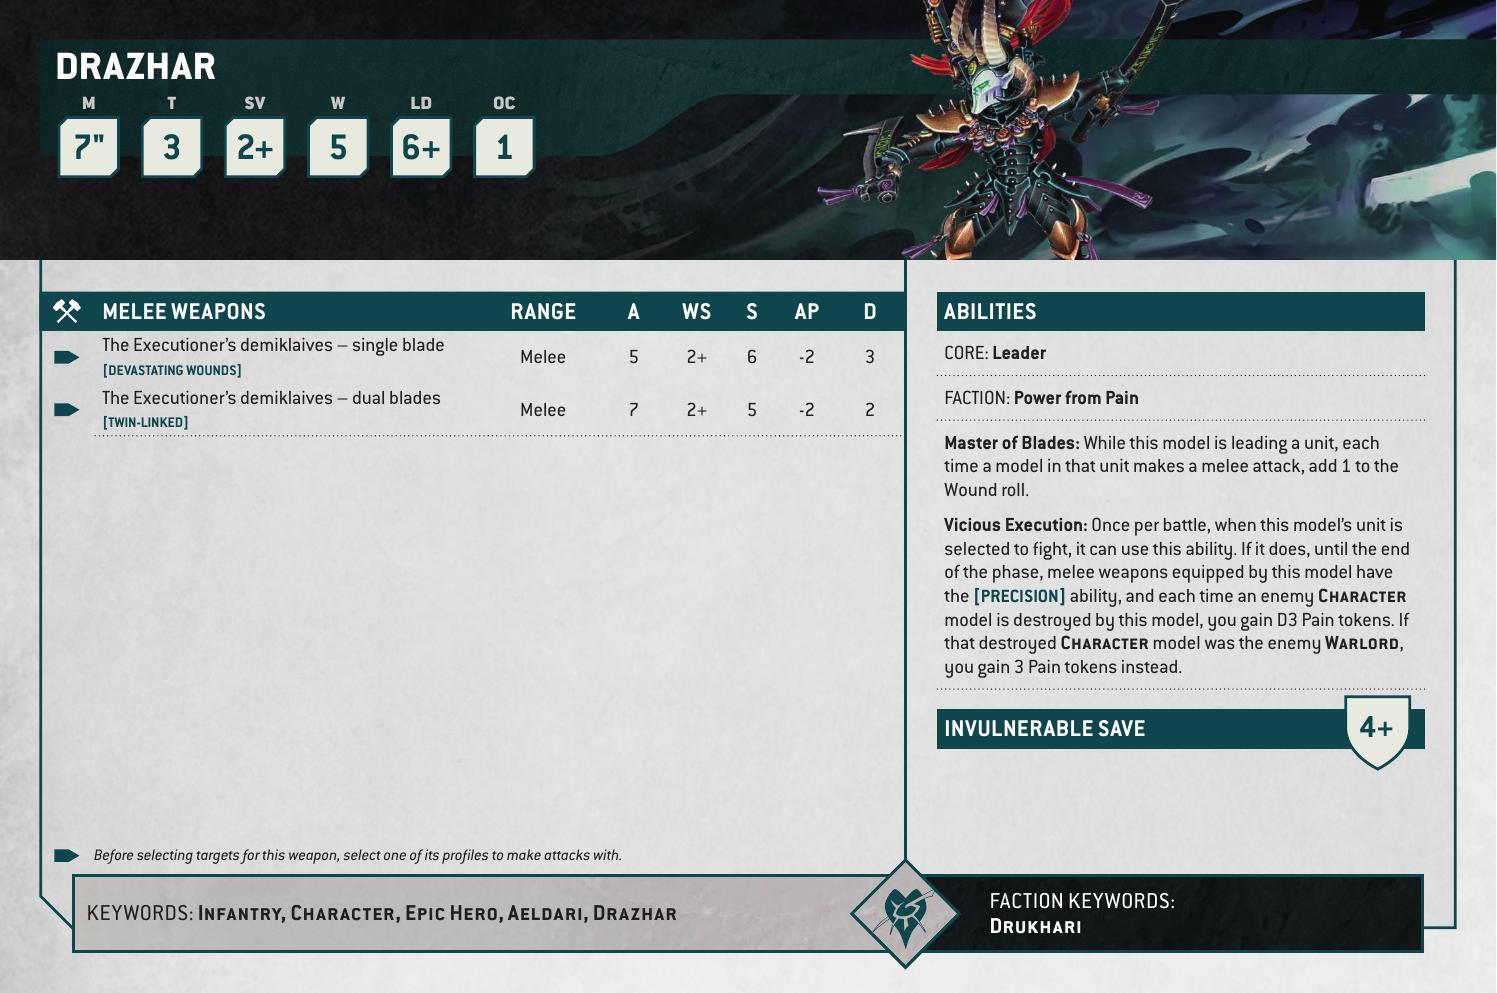 DRAZHAR
M T SV W LD OC
7" 3 2+ 5 6+ 1
MELEE WEAPONS RANGE A WS S AP D
The Executioner’s demiklaives – single blade
[DEVASTATING WOUNDS]
Melee 5 2+ 6 -2 3
The Executioner’s demiklaives – dual blades
[TWIN-LINKED]
Melee 7 2+ 5 -2 2
Before selecting targets for this weapon, select one of its profiles to make attacks with.
ABILITIES
CORE: Leader
FACTION: Power from Pain
Master of Blades: While this model is leading a unit, each
time a model in that unit makes a melee attack, add 1 to the
Wound roll.
Vicious Execution: Once per battle, when this model’s unit is
selected to fight, it can use this ability. If it does, until the end
of the phase, melee weapons equipped by this model have
the [PRECISION] ability, and each time an enemy CHARACTER
model is destroyed by this model, you gain D3 Pain tokens. If
that destroyed CHARACTER model was the enemy WARLORD,
you gain 3 Pain tokens instead.
INVULNERABLE SAVE 4+
KEYWORDS: INFANTRY, CHARACTER, EPIC HERO, AELDARI, DRAZHAR
FACTION KEYWORDS:
DRUKHARI